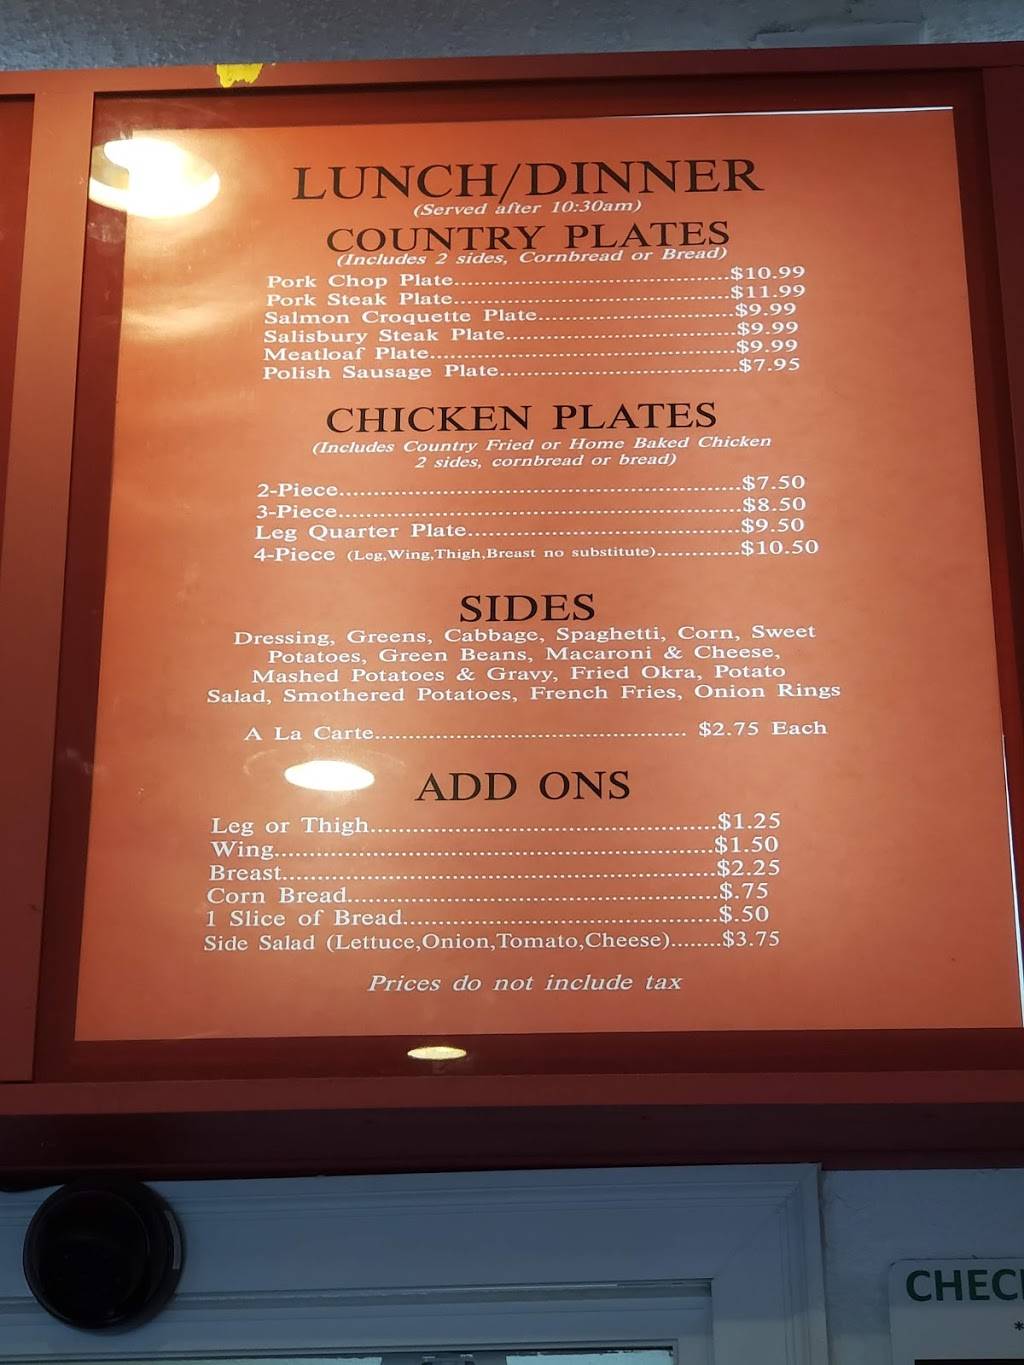 LUNCH/DINNER
(Served after 10:30am)
COUNTRY PLATES
(Includes 2 sides, Cornbread or Bread)
Pork Chop Plate..........................................$10.99
Pork Steak Plate..........................................$11.99
Salmon Croquette Plate..............................$9.99
Salisbury Steak Plate...................................$9.99
Meatloaf Plate..............................................$9.99
Polish Sausage Plate....................................$7.95
CHICKEN PLATES
(Includes Country Fried or Home Baked Chicken
2 sides, cornbread or bread)
2-Piece............................................................$7.50
3-Piece............................................................$8.50
Leg Quarter Plate.........................................$9.50
4-Piece (Leg,Wing,Thigh,Breast no substitute).............$10.50
SIDES
Dressing, Greens, Cabbage, Spaghetti, Corn, Sweet
Potatoes, Green Beans, Macaroni & Cheese,
Mashed Potatoes & Gravy, Fried Okra, Potato
Salad, Smothered Potatoes, French Fries, Onion Rings
A La Carte.............................................. $2.75 Each
ADD ONS
Leg or Thigh...................................................$1.25
Wing................................................................$1.50
Breast................................................................$2.25
Corn Bread......................................................$.75
1 Slice of Bread..............................................$.50
Side Salad (Lettuce,Onion,Tomato,Cheese)........$3.75
Prices do not include tax
CHEC
*